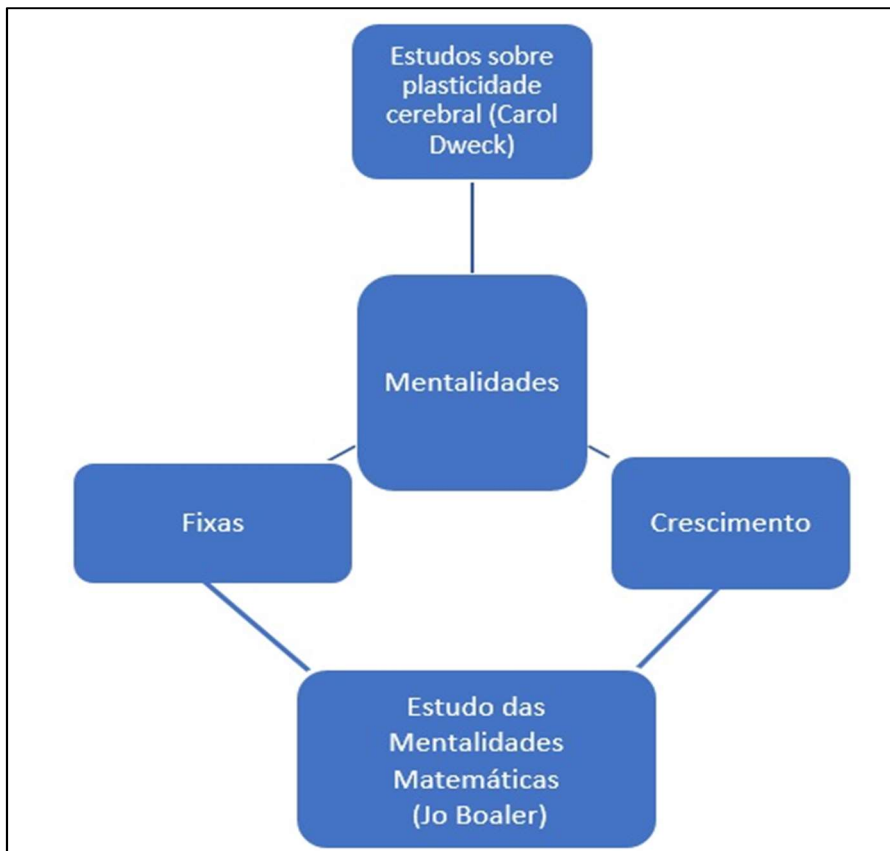 Estudos sobre
plasticidade
cerebral (Carol
Dweck)
Mentalidades
Fixas
Crescimento
Estudo das
Mentalidades
Matemáticas
(Jo Boaler)